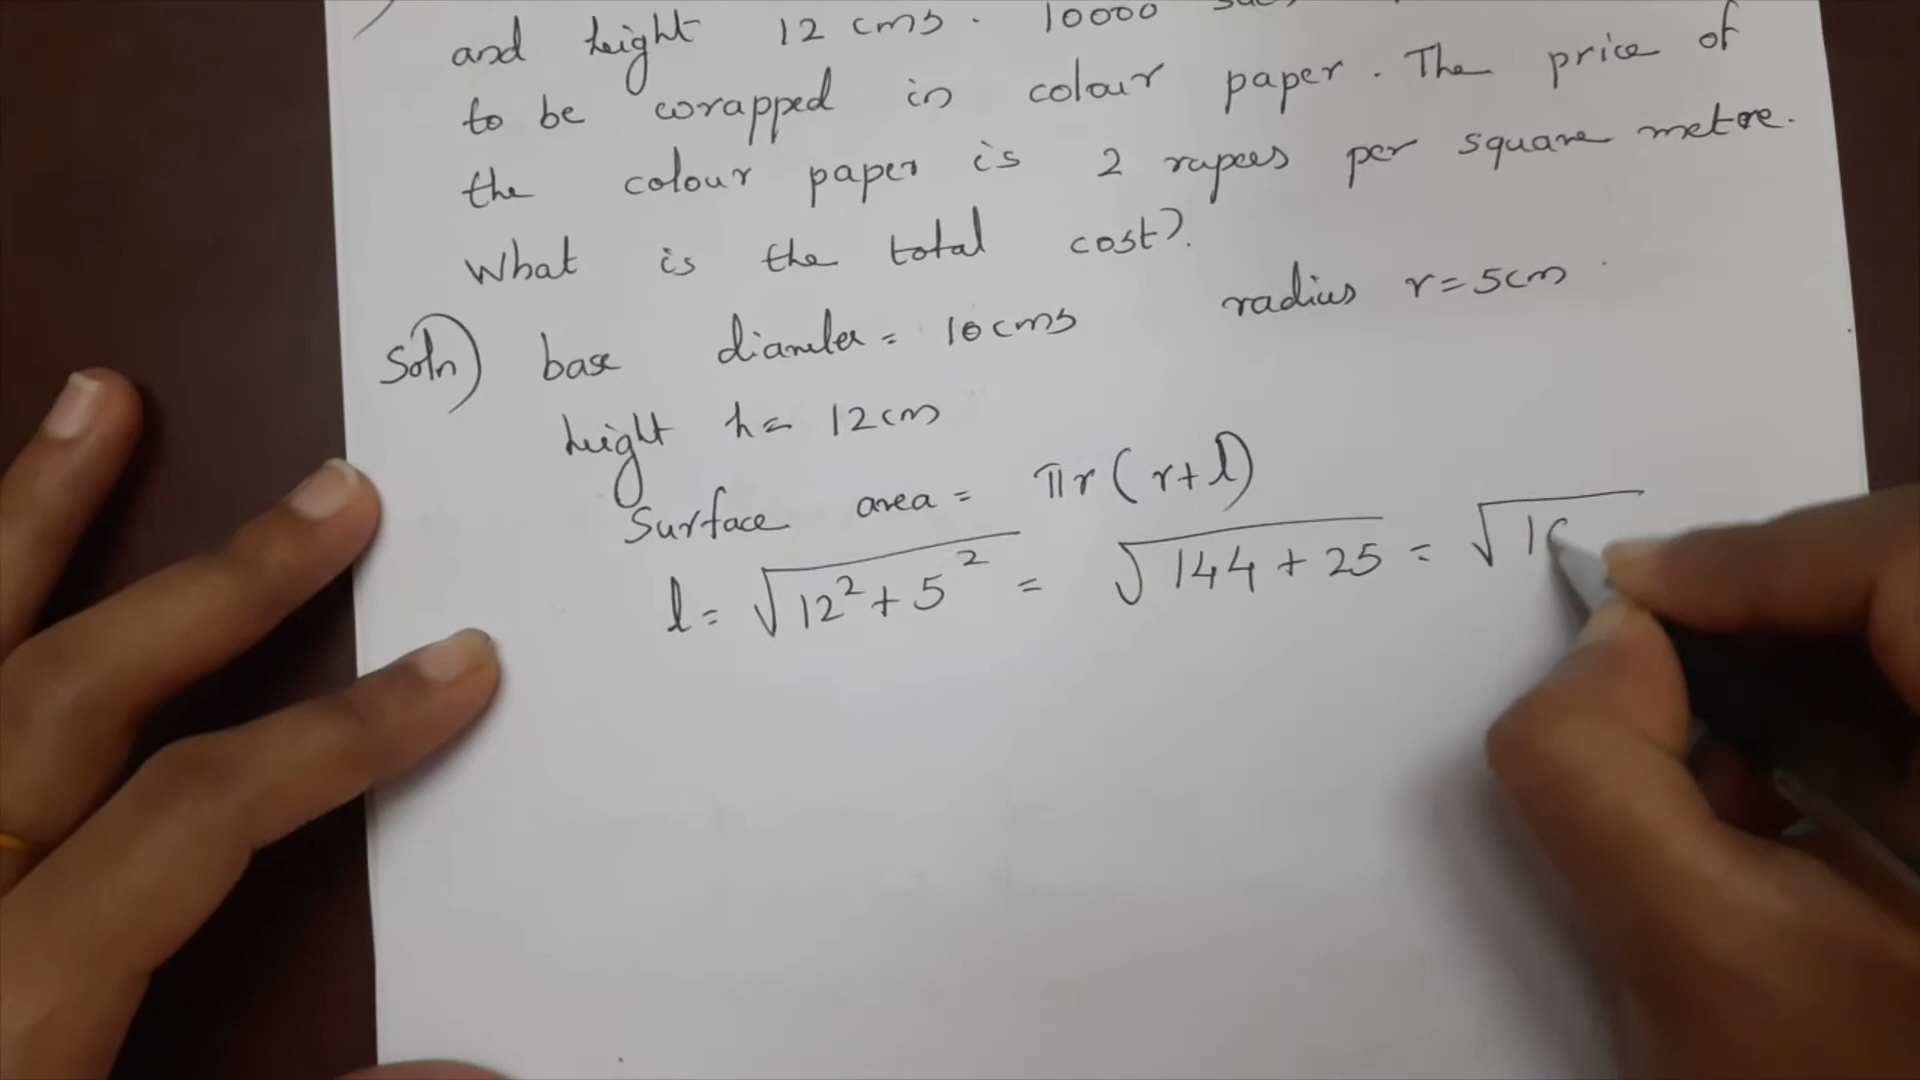 and height 12 cms. 10000
to be wrapped in colour paper. The price of
the colour paper is 2 rupees per square metre.
What is the total cost?.
Soln) base diameter = 10cms radius r = 5cm
height h = 12cm
Surface area = πr(r+l)
l = √12²+5² = √144+25 = √16